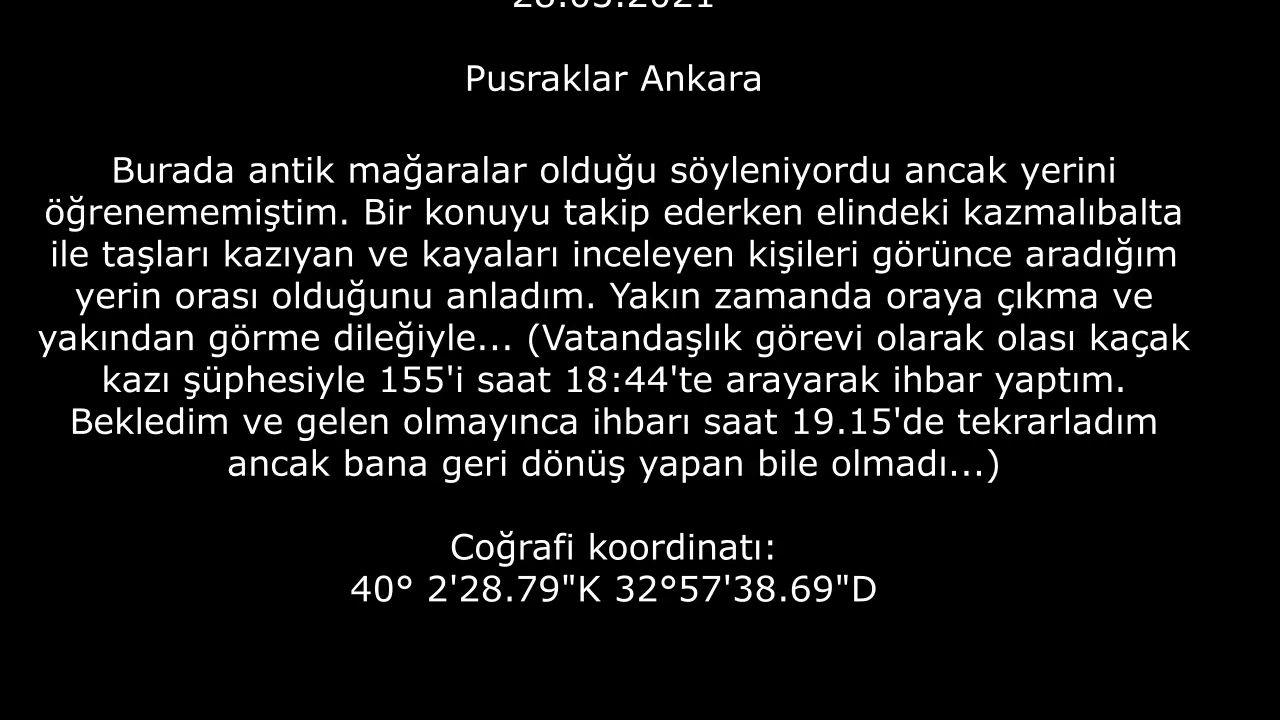 Pusraklar Ankara
Burada antik mağaralar olduğu söyleniyordu ancak yerini
öğrenememiştim. Bir konuyu takip ederken elindeki kazmalıbalta
ile taşları kazıyan ve kayaları inceleyen kişileri görünce aradığım
yerin orası olduğunu anladım. Yakın zamanda oraya çıkma ve
yakından görme dileğiyle... (Vatandaşlık görevi olarak olası kaçak
kazı şüphesiyle 155'i saat 18:44'te arayarak ihbar yaptım.
Bekledim ve gelen olmayınca ihbarı saat 19.15'de tekrarladım
ancak bana geri dönüş yapan bile olmadı...)
Coğrafi koordinatı:
40° 2'28.79"K 32°57'38.69"D